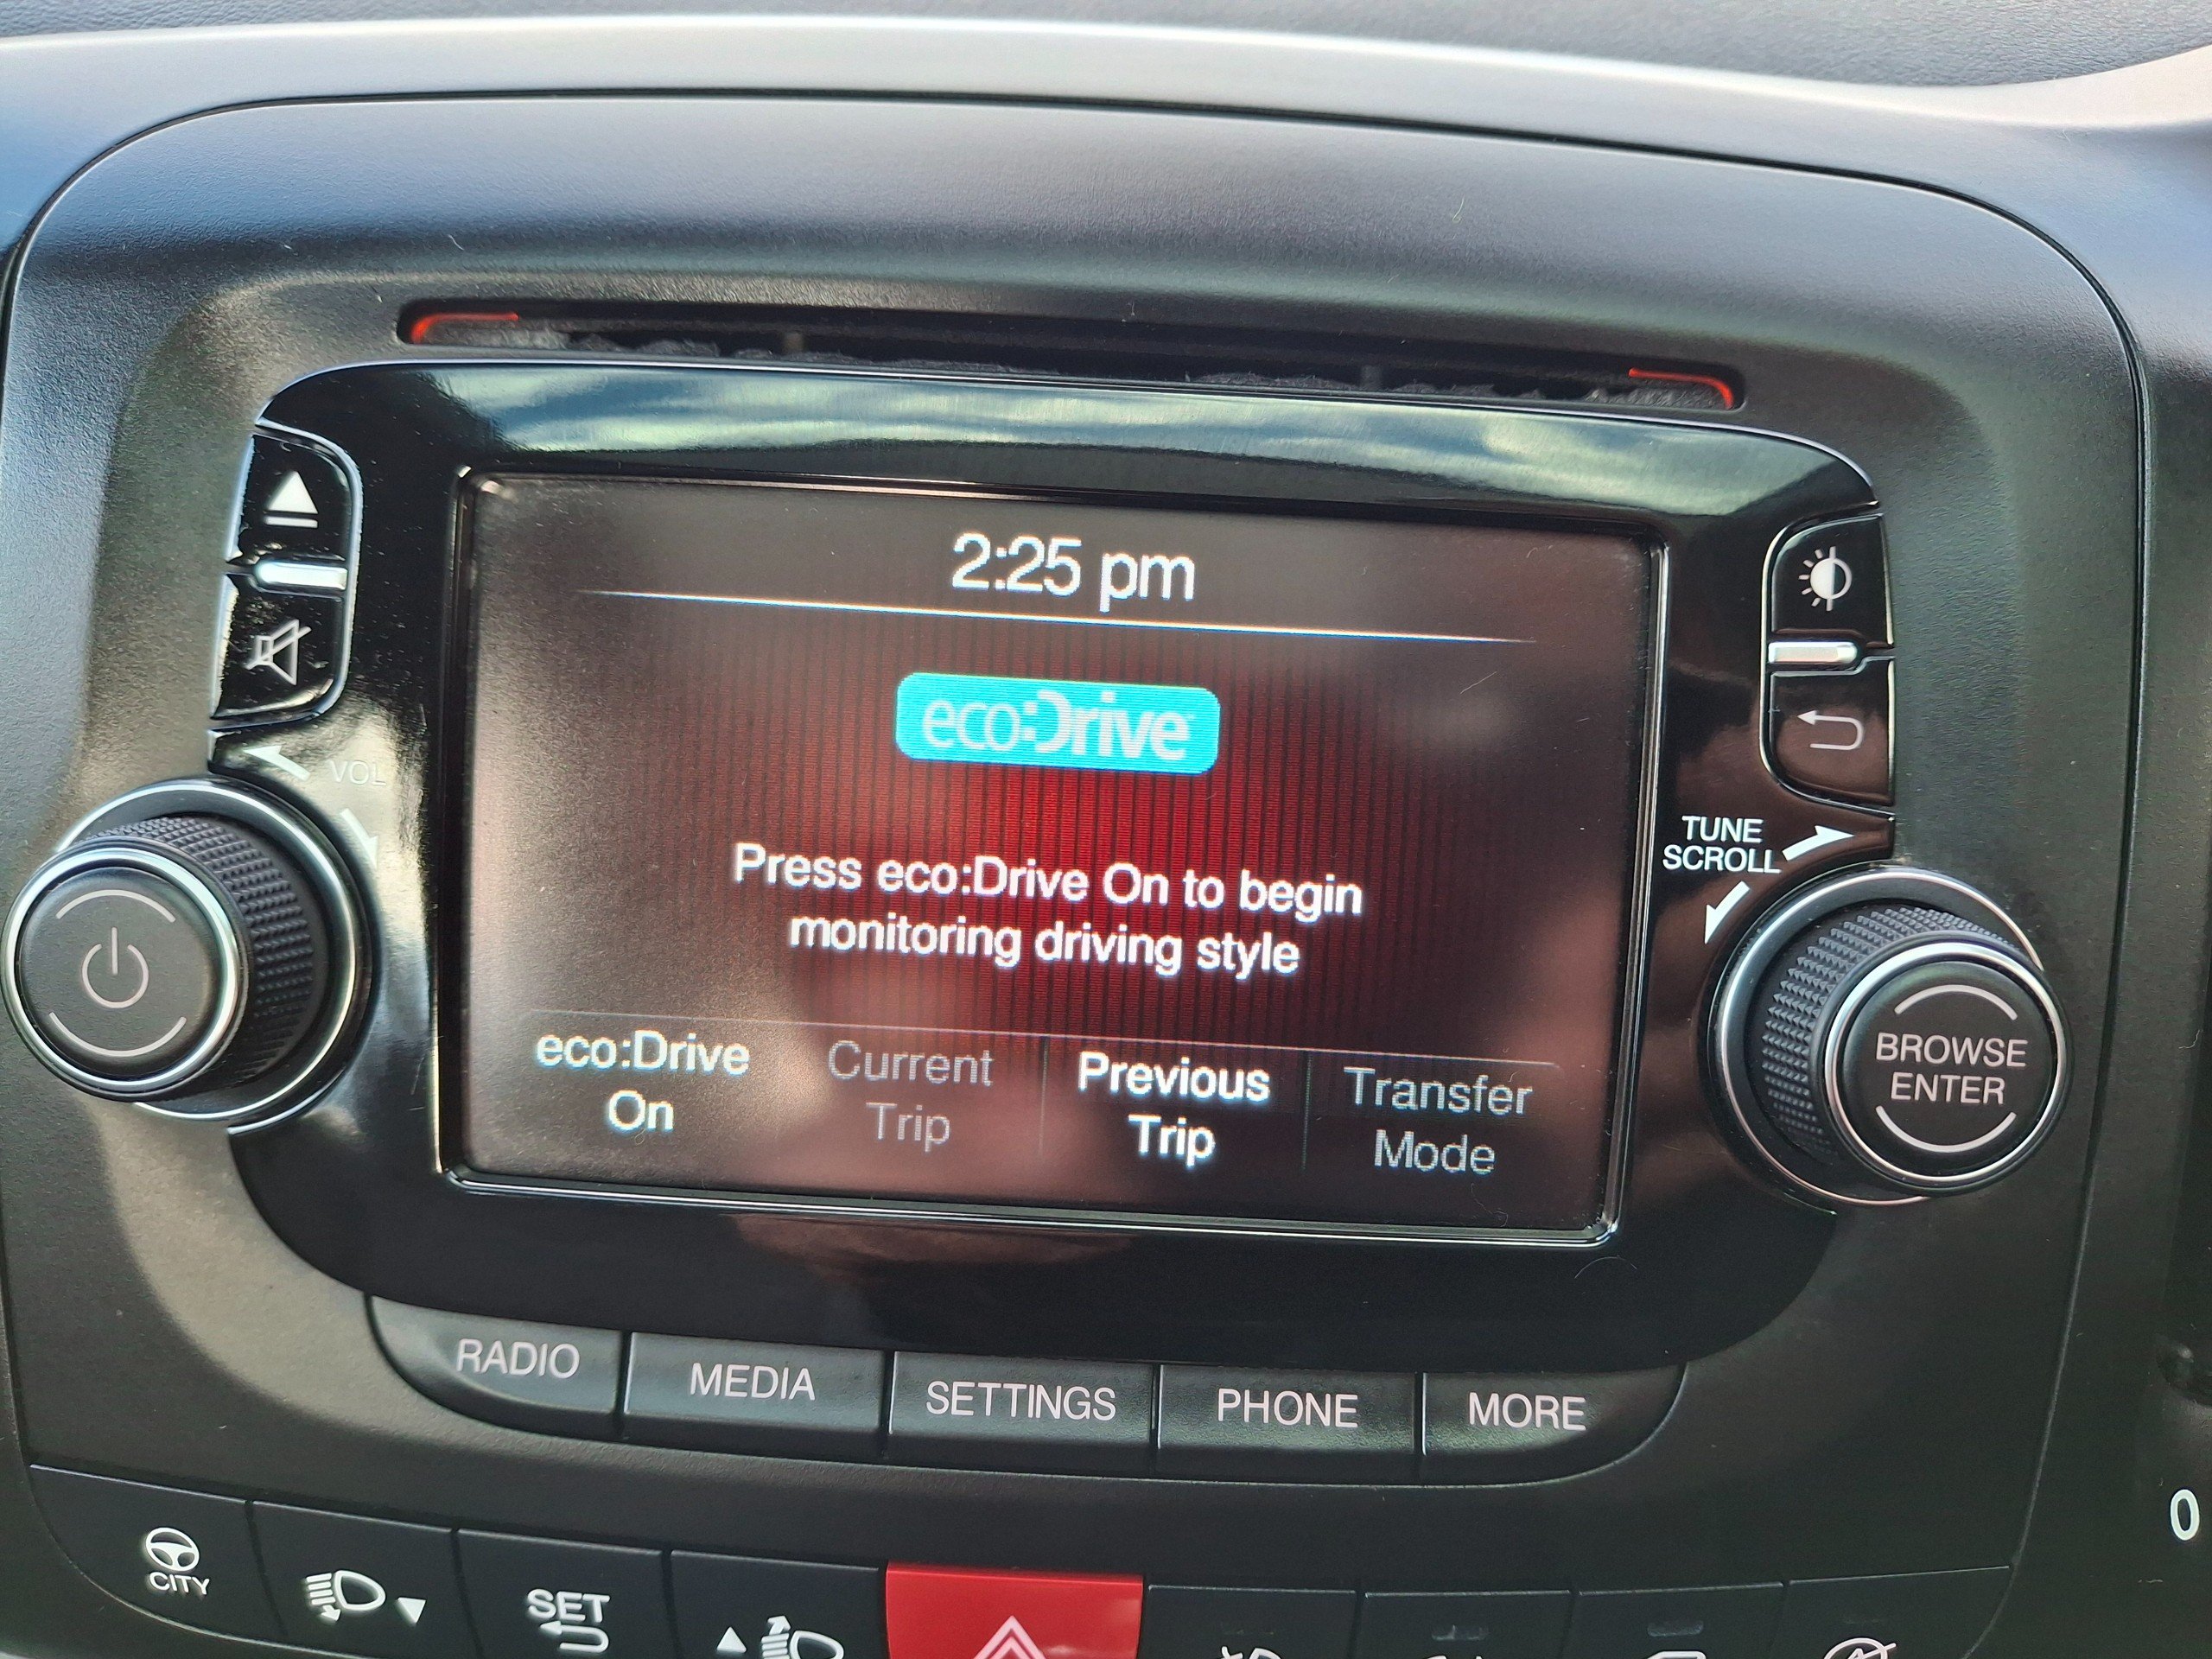 2:25 pm
eco:Drive
VOL
TUNE
SCROLL
Press eco:Drive On to begin
monitoring driving style
BROWSE
ENTER
eco:Drive
On
Current
Trip
Previous
Trip
Transfer
Mode
RADIO
MEDIA
SETTINGS
PHONE
MORE
0
CITY
SET